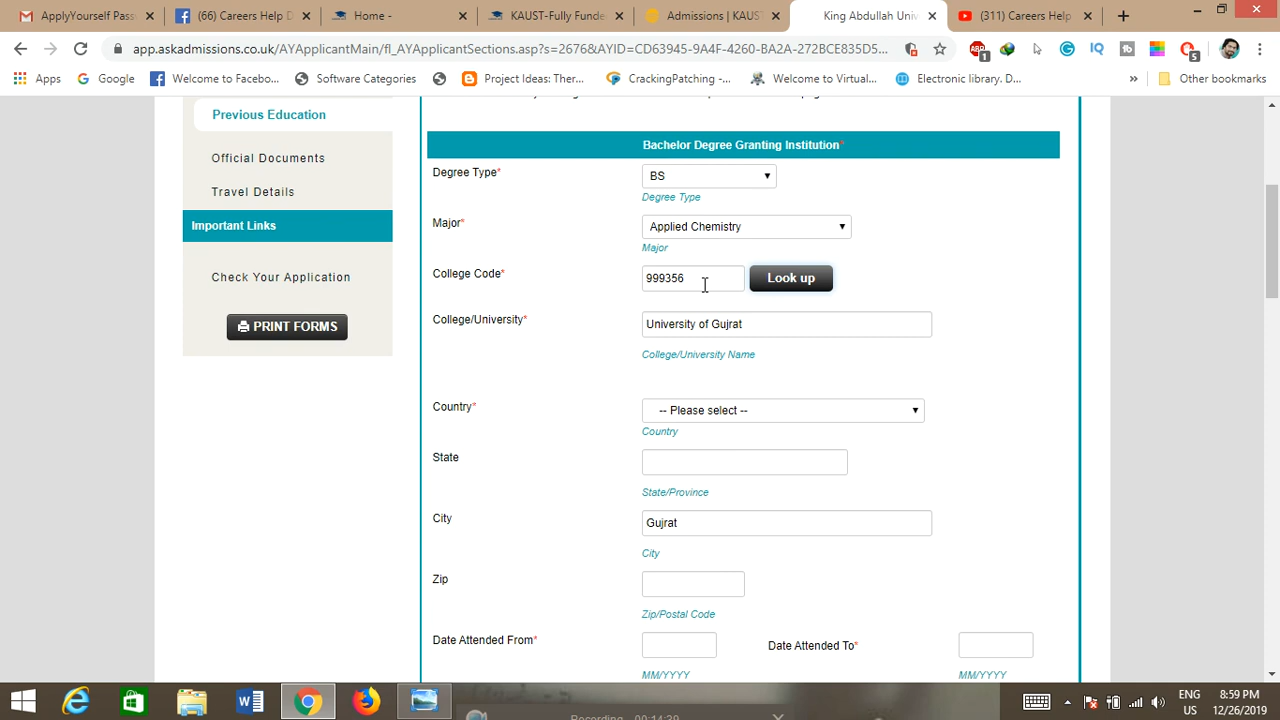 ApplyYourself Pass
(66) Careers Help D
Home -
KAUST-Fully Funde
Admissions | KAUST
King Abdullah Univ
(311) Careers Help
app.askadmissions.co.uk/AYApplicantMain/fl_AYApplicantSections.asp?s=2676&AYID=CD63945-9A4F-4260-BA2A-272BCE835D5...
Apps
Google
Welcome to Facebo...
Software Categories
Project Ideas: Ther...
CrackingPatching -...
Welcome to Virtual...
Electronic library. D...
»
Other bookmarks
Previous Education
Official Documents
Travel Details
Important Links
Check Your Application
PRINT FORMS
Bachelor Degree Granting Institution*
Degree Type*
BS
Degree Type
Major*
Applied Chemistry
Major
College Code*
999356
Look up
College/University*
University of Gujrat
College/University Name
Country*
-- Please select --
Country
State
State/Province
City
Gujrat
City
Zip
Zip/Postal Code
Date Attended From*
Date Attended To*
MM/YYYY
MM/YYYY
ENG
US
8:59 PM
12/26/2019
Recording - 00:14:39